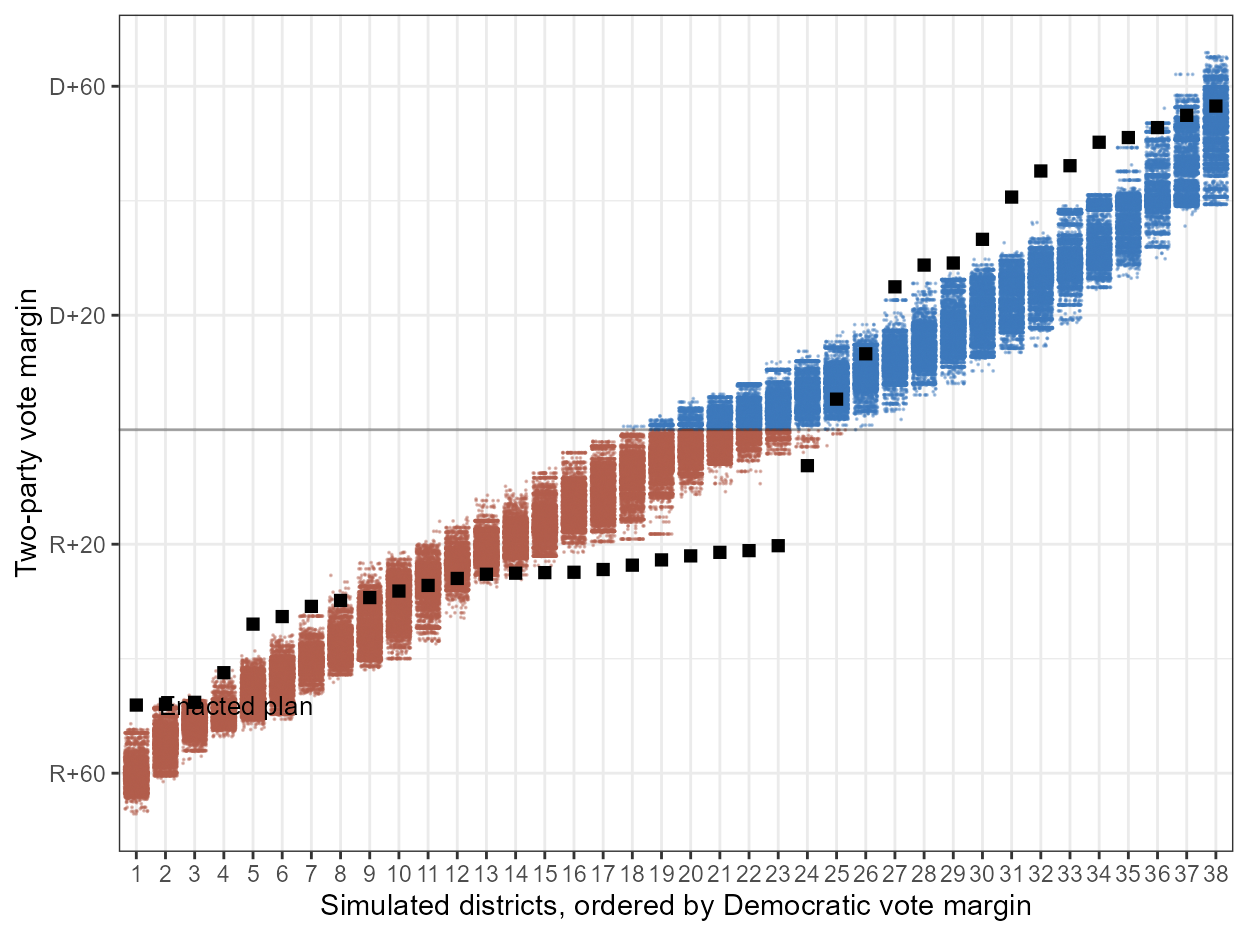 D+60
D+20
R+20
R+60
Two-party vote margin
Enacted plan
1 2 3 4 5 6 7 8 9 10 11 12 13 14 15 16 17 18 19 20 21 22 23 24 25 26 27 28 29 30 31 32 33 34 35 36 37 38
Simulated districts, ordered by Democratic vote margin